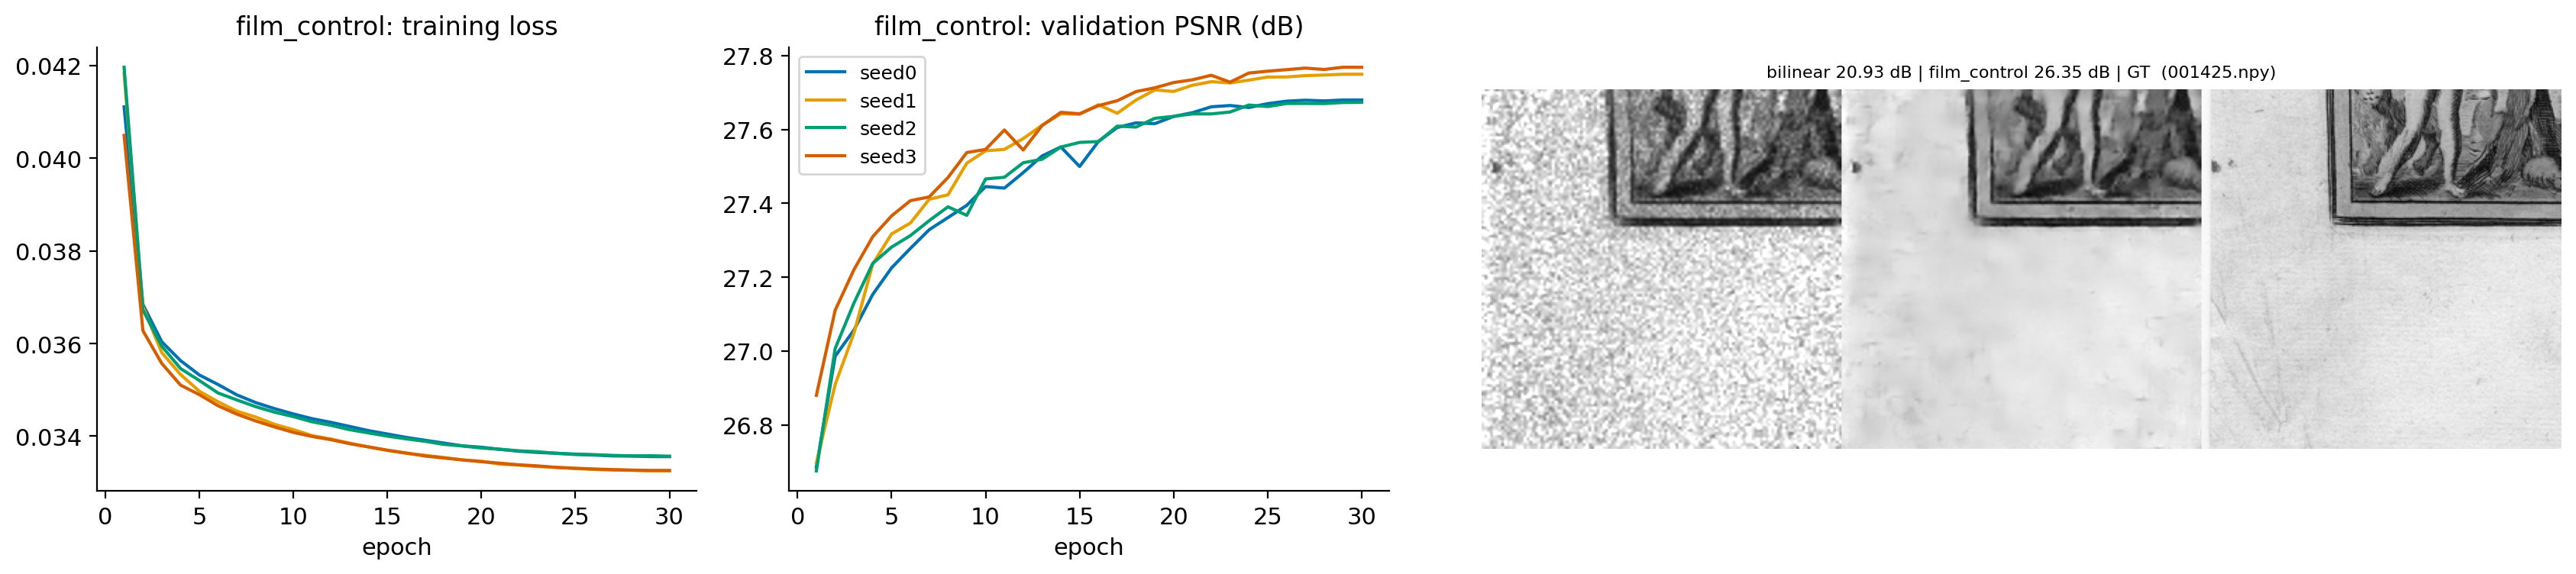 film_control: training loss
0.042
0.040
0.038
0.036
0.034
0 5 10 15 20 25 30
epoch
film_control: validation PSNR (dB)
27.8
27.6
27.4
27.2
27.0
26.8
seed0
seed1
seed2
seed3
0 5 10 15 20 25 30
epoch
bilinear 20.93 dB | film_control 26.35 dB | GT (001425.npy)